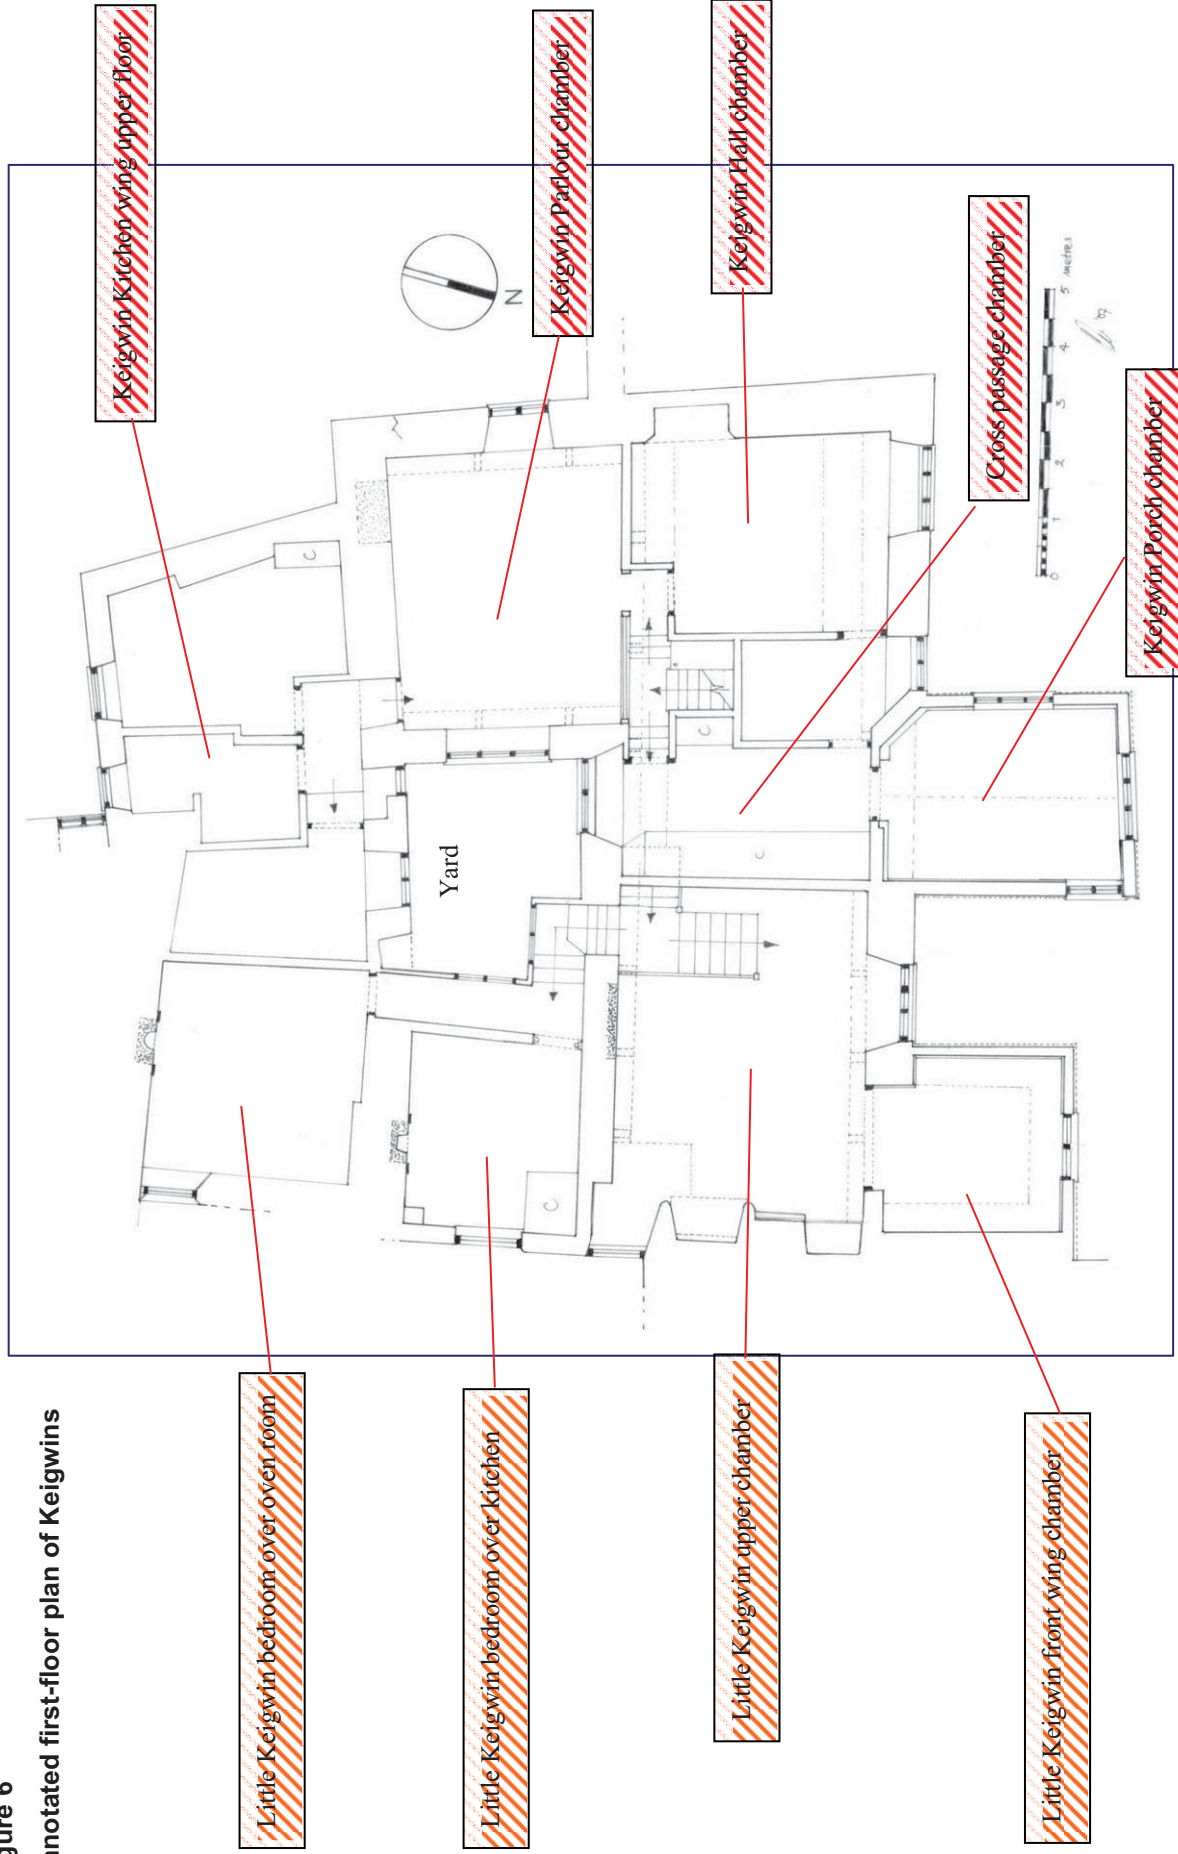 gure 6
nnotated first-floor plan of Keigwins
Little Keigwin bedroom over oven room
Little Keigwin bedroom over kitchen
Little Keigwin upper chamber
Little Keigwin front wing chamber
Keigwin Kitchen wing upper floor
Keigwin Parlour chamber
Keigwin Hall chamber
Cross passage chamber
Keigwin Porch chamber
Yard
N
C
C
C
C
0 1 2 3 4 5 metres